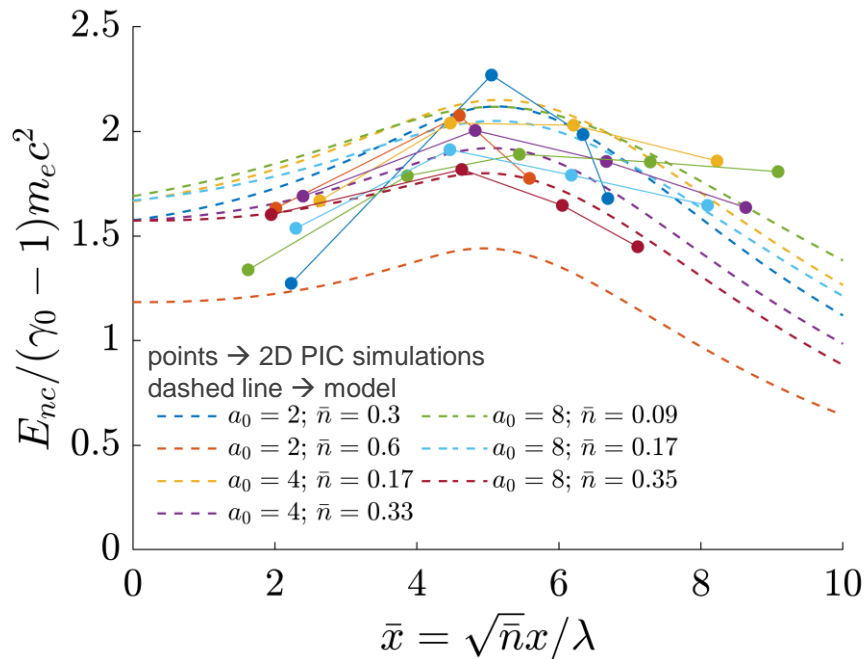 2.5
2
1.5
1
0.5
0
E_{nc}/(γ_0 − 1)m_e c^2
points → 2D PIC simulations
dashed line → model
a_0 = 2; n̄ = 0.3
a_0 = 2; n̄ = 0.6
a_0 = 4; n̄ = 0.17
a_0 = 4; n̄ = 0.33
a_0 = 8; n̄ = 0.09
a_0 = 8; n̄ = 0.17
a_0 = 8; n̄ = 0.35
0 2 4 6 8 10
x̄ = √n̄x/λ